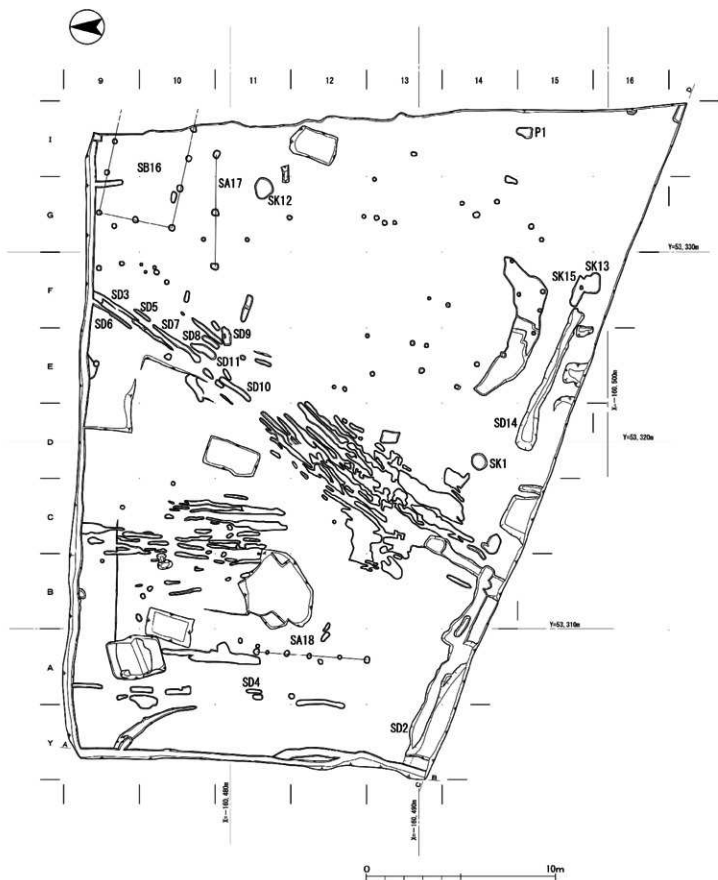 9 10 11 12 13 14 15 16
I
P1
SB16
SA17
SK12
G
Y=53,330m
SK15
SK13
F
SD3
SD5
SD6
SD7
SD8
SD9
SD11
E
SD10
X=-160,500m
SD14
D
Y=53,320m
SK1
C
B
Y=53,310m
SA18
A
SD4
SD2
Y
A
B
C
X=-160,480m
X=-160,490m
0 10m